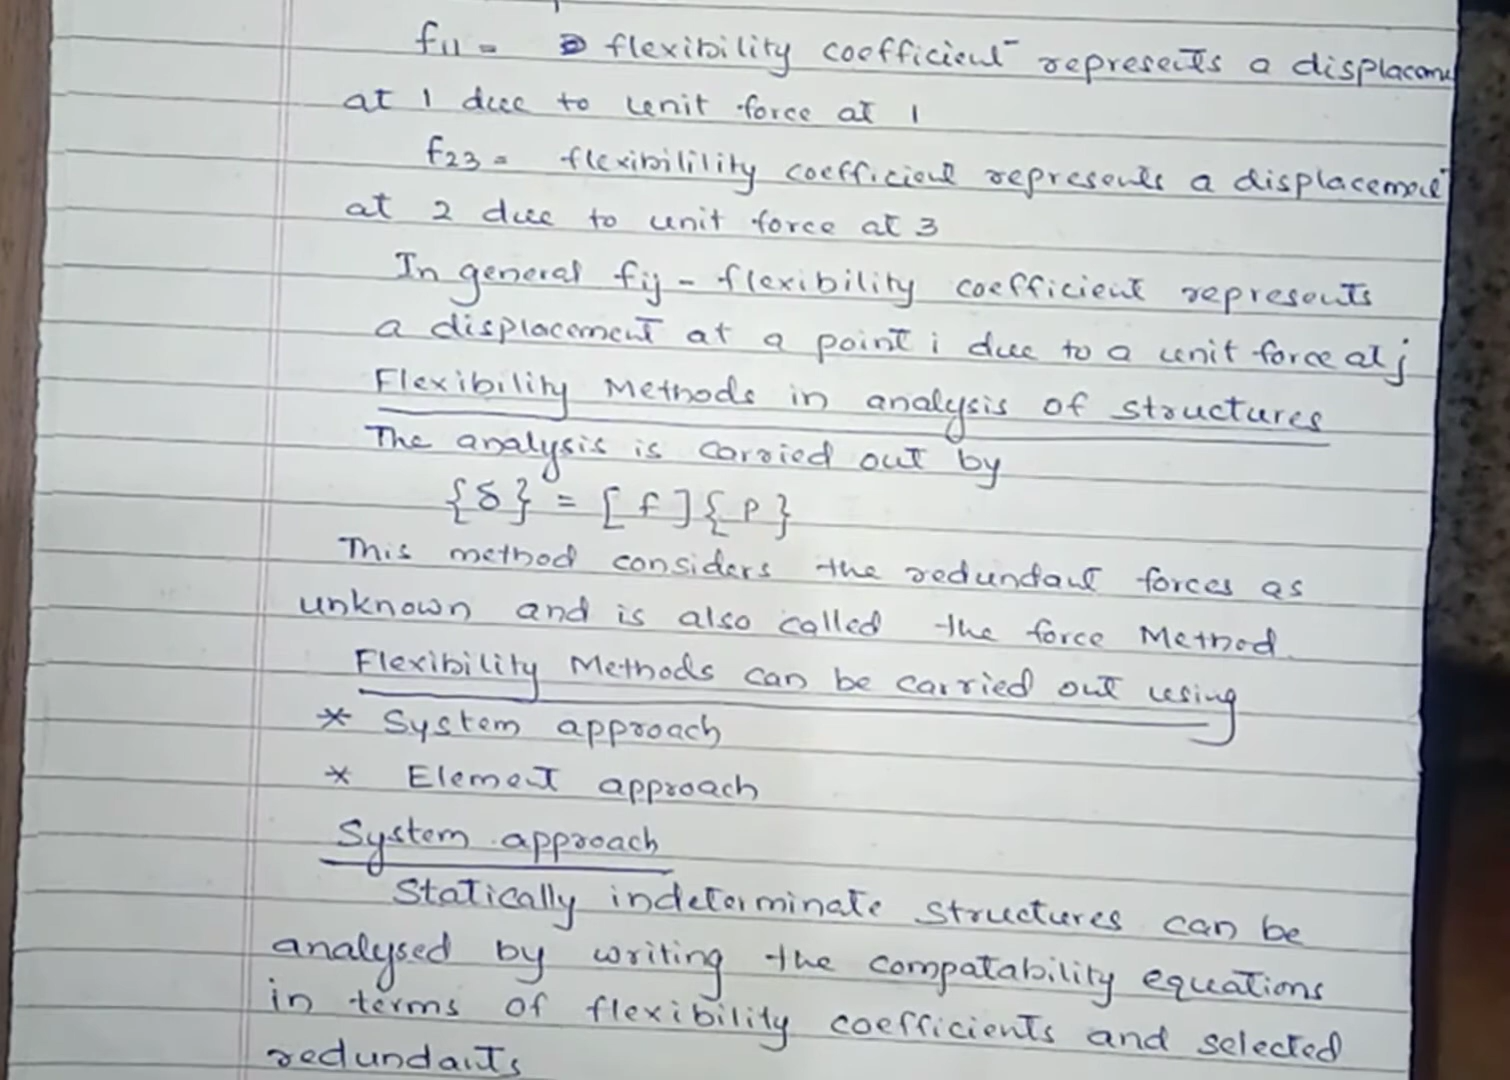 f11 = flexibility coefficient represents a displaceme
at 1 due to unit force at 1
f23 = flexibilility coefficient represents a displacement
at 2 due to unit force at 3
In general fij - flexibility coefficient represents
a displacement at a point i due to a unit force at j
Flexibility Methods in analysis of structures
The analysis is carried out by
{δ} = [f]{P}
This method considers the redundant forces as
unknown and is also called the force Method.
Flexibility Methods can be carried out using
* System approach
* Element approach
System approach
Statically indeterminate structures can be
analysed by writing the compatability equations
in terms of flexibility coefficients and selected
redundants